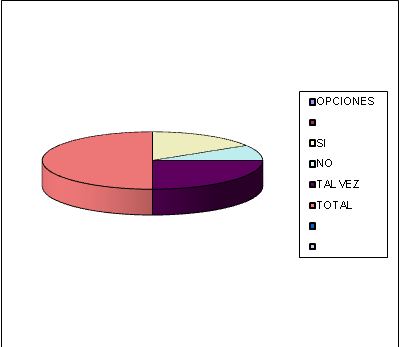 OPCIONES
SI
NO
TAL VEZ
TOTAL